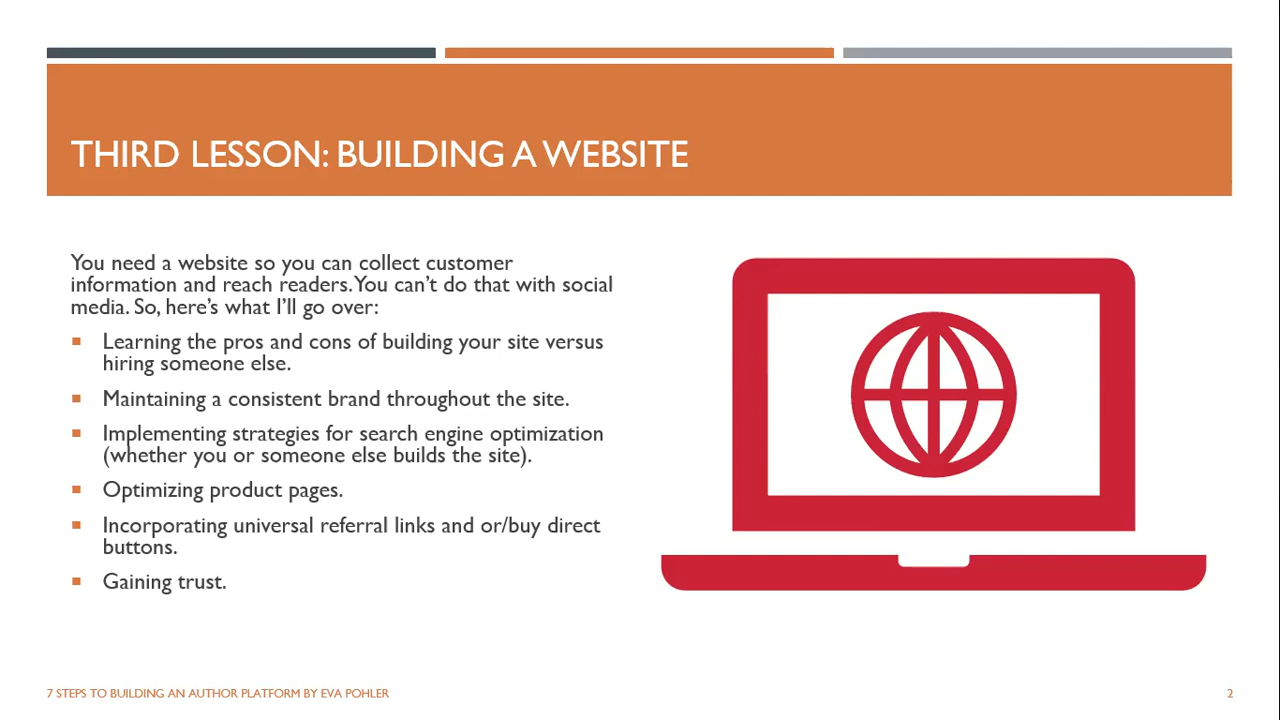 THIRD LESSON: BUILDING A WEBSITE
You need a website so you can collect customer
information and reach readers. You can't do that with social
media. So, here's what I'll go over:
Learning the pros and cons of building your site versus
hiring someone else.
Maintaining a consistent brand throughout the site.
Implementing strategies for search engine optimization
(whether you or someone else builds the site).
Optimizing product pages.
Incorporating universal referral links and or/buy direct
buttons.
Gaining trust.
7 STEPS TO BUILDING AN AUTHOR PLATFORM BY EVA POHLER
2